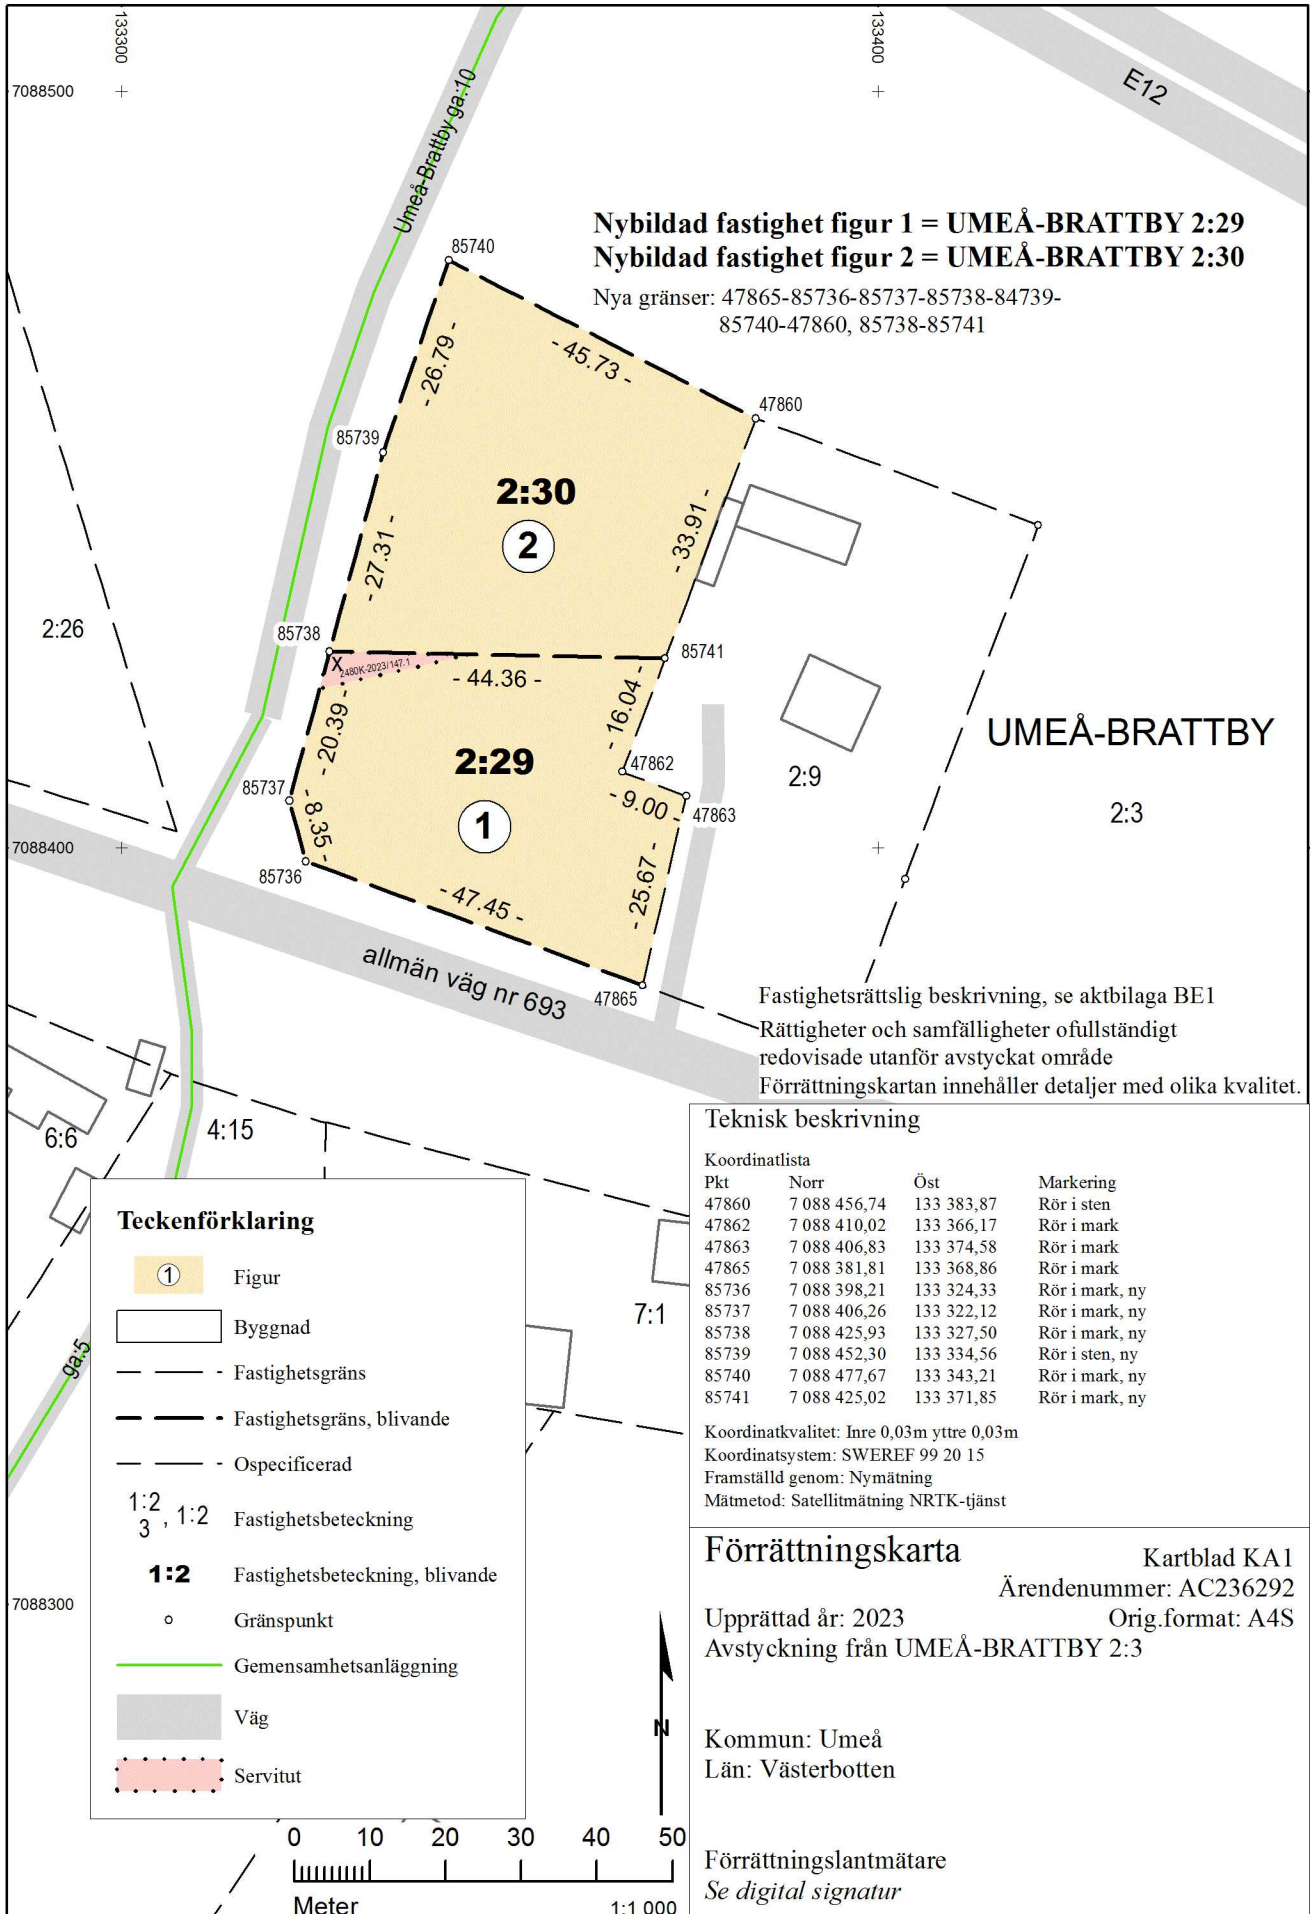 133300
133400
7088500
E12
Umeå-Brattby ga:10
Nybildad fastighet figur 1 = UMEÅ-BRATTBY 2:29
Nybildad fastighet figur 2 = UMEÅ-BRATTBY 2:30
Nya gränser: 47865-85736-85737-85738-84739-
85740-47860, 85738-85741
85740
- 45.73 -
- 26.79 -
47860
85739
2:30
2
- 33.91 -
- 27.31 -
2:26
85738
85741
X
2480K-2023/147.1
- 44.36 -
- 16.04 -
- 20.39 -
UMEÅ-BRATTBY
2:29
47862
2:9
85737
- 9.00 -
47863
2:3
- 8.35 -
1
7088400
85736
- 25.67 -
- 47.45 -
allmän väg nr 693
47865
Fastighetsrättslig beskrivning, se aktbilaga BE1
Rättigheter och samfälligheter ofullständigt
redovisade utanför avstyckat område
Förrättningskartan innehåller detaljer med olika kvalitet.
6:6
4:15
7:1
ga:5
7088300
Teckenförklaring
1 Figur
Byggnad
Fastighetsgräns
Fastighetsgräns, blivande
Ospecificerad
1:2
3 , 1:2 Fastighetsbeteckning
1:2 Fastighetsbeteckning, blivande
Gränspunkt
Gemensamhetsanläggning
Väg
Servitut
Teknisk beskrivning
Koordinatlista
Pkt Norr Öst Markering
47860 7 088 456,74 133 383,87 Rör i sten
47862 7 088 410,02 133 366,17 Rör i mark
47863 7 088 406,83 133 374,58 Rör i mark
47865 7 088 381,81 133 368,86 Rör i mark
85736 7 088 398,21 133 324,33 Rör i mark, ny
85737 7 088 406,26 133 322,12 Rör i mark, ny
85738 7 088 425,93 133 327,50 Rör i mark, ny
85739 7 088 452,30 133 334,56 Rör i sten, ny
85740 7 088 477,67 133 343,21 Rör i mark, ny
85741 7 088 425,02 133 371,85 Rör i mark, ny
Koordinatkvalitet: Inre 0,03m yttre 0,03m
Koordinatsystem: SWEREF 99 20 15
Framställd genom: Nymätning
Mätmetod: Satellitmätning NRTK-tjänst
Förrättningskarta
Kartblad KA1
Ärendenummer: AC236292
Upprättad år: 2023 Orig.format: A4S
Avstyckning från UMEÅ-BRATTBY 2:3
Kommun: Umeå
Län: Västerbotten
Förrättningslantmätare
Se digital signatur
N
0 10 20 30 40 50
Meter 1:1 000